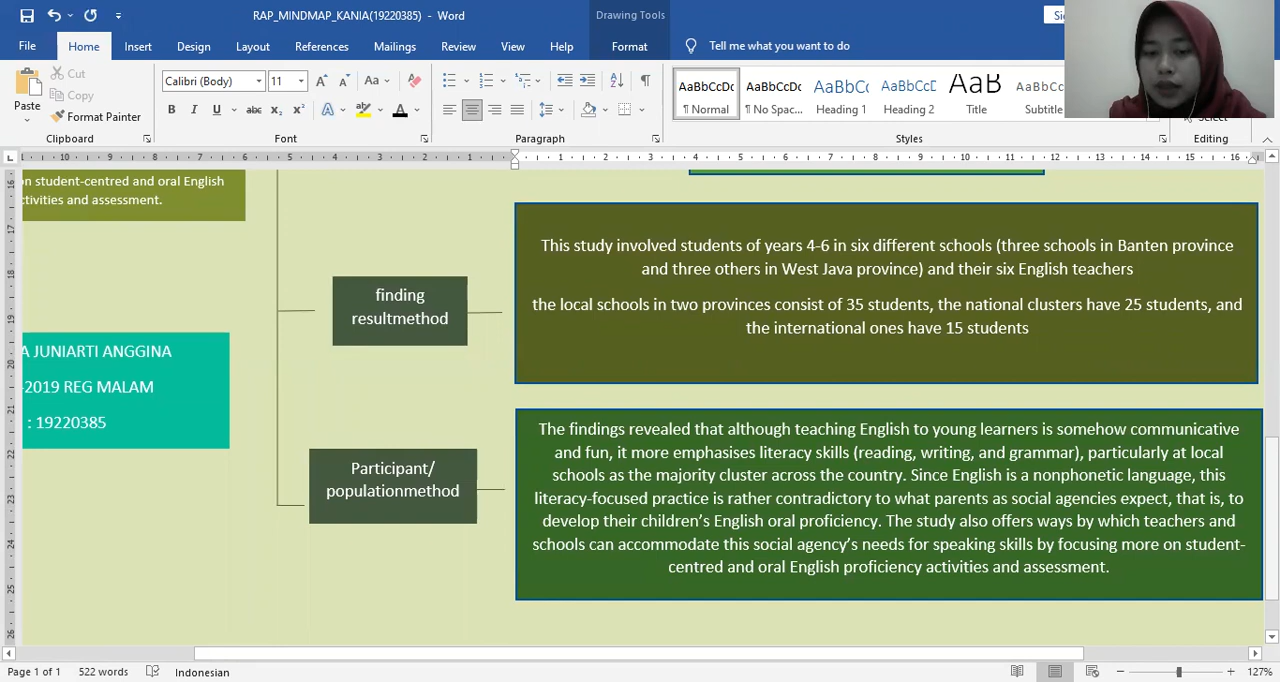 RAP_MINDMAP_KANIA(19220385) - Word
Drawing Tools
File
Home
Insert
Design
Layout
References
Mailings
Review
View
Help
Format
Tell me what you want to do
Paste
Cut
Copy
Format Painter
Calibri (Body)
11
AaBbCcDc
¶ Normal
AaBbCcDc
¶ No Spac...
AaBbCc
Heading 1
AaBbCcD
Heading 2
AaB
Title
AaBbCcD
Subtitle
Select
Clipboard
Font
Paragraph
Styles
Editing
on student-centred and oral English
activities and assessment.
This study involved students of years 4-6 in six different schools (three schools in Banten province
and three others in West Java province) and their six English teachers
the local schools in two provinces consist of 35 students, the national clusters have 25 students, and
the international ones have 15 students
finding
resultmethod
A JUNIARTI ANGGINA
-2019 REG MALAM
: 19220385
The findings revealed that although teaching English to young learners is somehow communicative
and fun, it more emphasises literacy skills (reading, writing, and grammar), particularly at local
schools as the majority cluster across the country. Since English is a nonphonetic language, this
literacy-focused practice is rather contradictory to what parents as social agencies expect, that is, to
develop their children's English oral proficiency. The study also offers ways by which teachers and
schools can accommodate this social agency's needs for speaking skills by focusing more on student-
centred and oral English proficiency activities and assessment.
Participant/
populationmethod
Page 1 of 1
522 words
Indonesian
127%